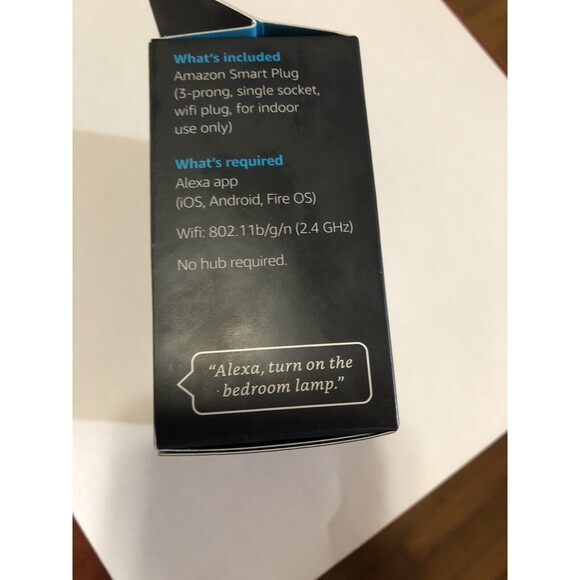 What's included
Amazon Smart Plug
(3-prong, single socket,
wifi plug, for indoor
use only)
What's required
Alexa app
(iOS, Android, Fire OS)
Wifi: 802.11b/g/n (2.4 GHz)
No hub required.
“Alexa, turn on the
bedroom lamp.”